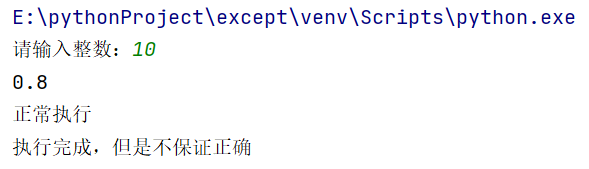 E:\pythonProject\except\venv\Scripts\python.exe
请输入整数：10
0.8
正常执行
执行完成，但是不保证正确